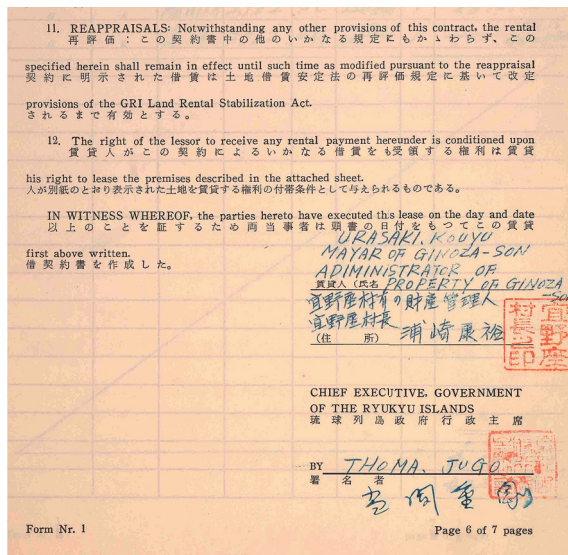 11. REAPPRAISALS: Notwithstanding any other provisions of this contract, the rental
再評価：この契約書中の他のいかなる規定にもかゝわらず、この
specified herein shall remain in effect until such time as modified pursuant to the reappraisal
契約に明示された借賃は土地借賃安定法の再評価規定に基いて改定
provisions of the GRI Land Rental Stabilization Act.
されるまで有効とする。
12. The right of the lessor to receive any rental payment hereunder is conditioned upon
賃貸人がこの契約によるいかなる借賃をも受領する権利は賃貸
his right to lease the premises described in the attached sheet.
人が別紙のとおり表示された土地を賃貸する権利の付帯条件として与えられるものである。
IN WITNESS WHEREOF, the parties hereto have executed this lease on the day and date
以上のことを証するため両当事者は頭書の日付をもつてこの賃貸
first above written.
借契約書を作成した。
URASAKI, KOUYU
MAYAR OF GINOZA-SON
ADIMINISTRATOR OF
賃貸人（氏名 PROPERTY OF GINOZA
-SON
宜野座村有の財産管理人
宜野座村長
（住 所） 浦崎康裕
宜野座
村長之印
CHIEF EXECUTIVE, GOVERNMENT
OF THE RYUKYU ISLANDS
琉球列島政府行政主席
BY THOMA, JUGO
署名者
当間重剛
Form Nr. 1
Page 6 of 7 pages